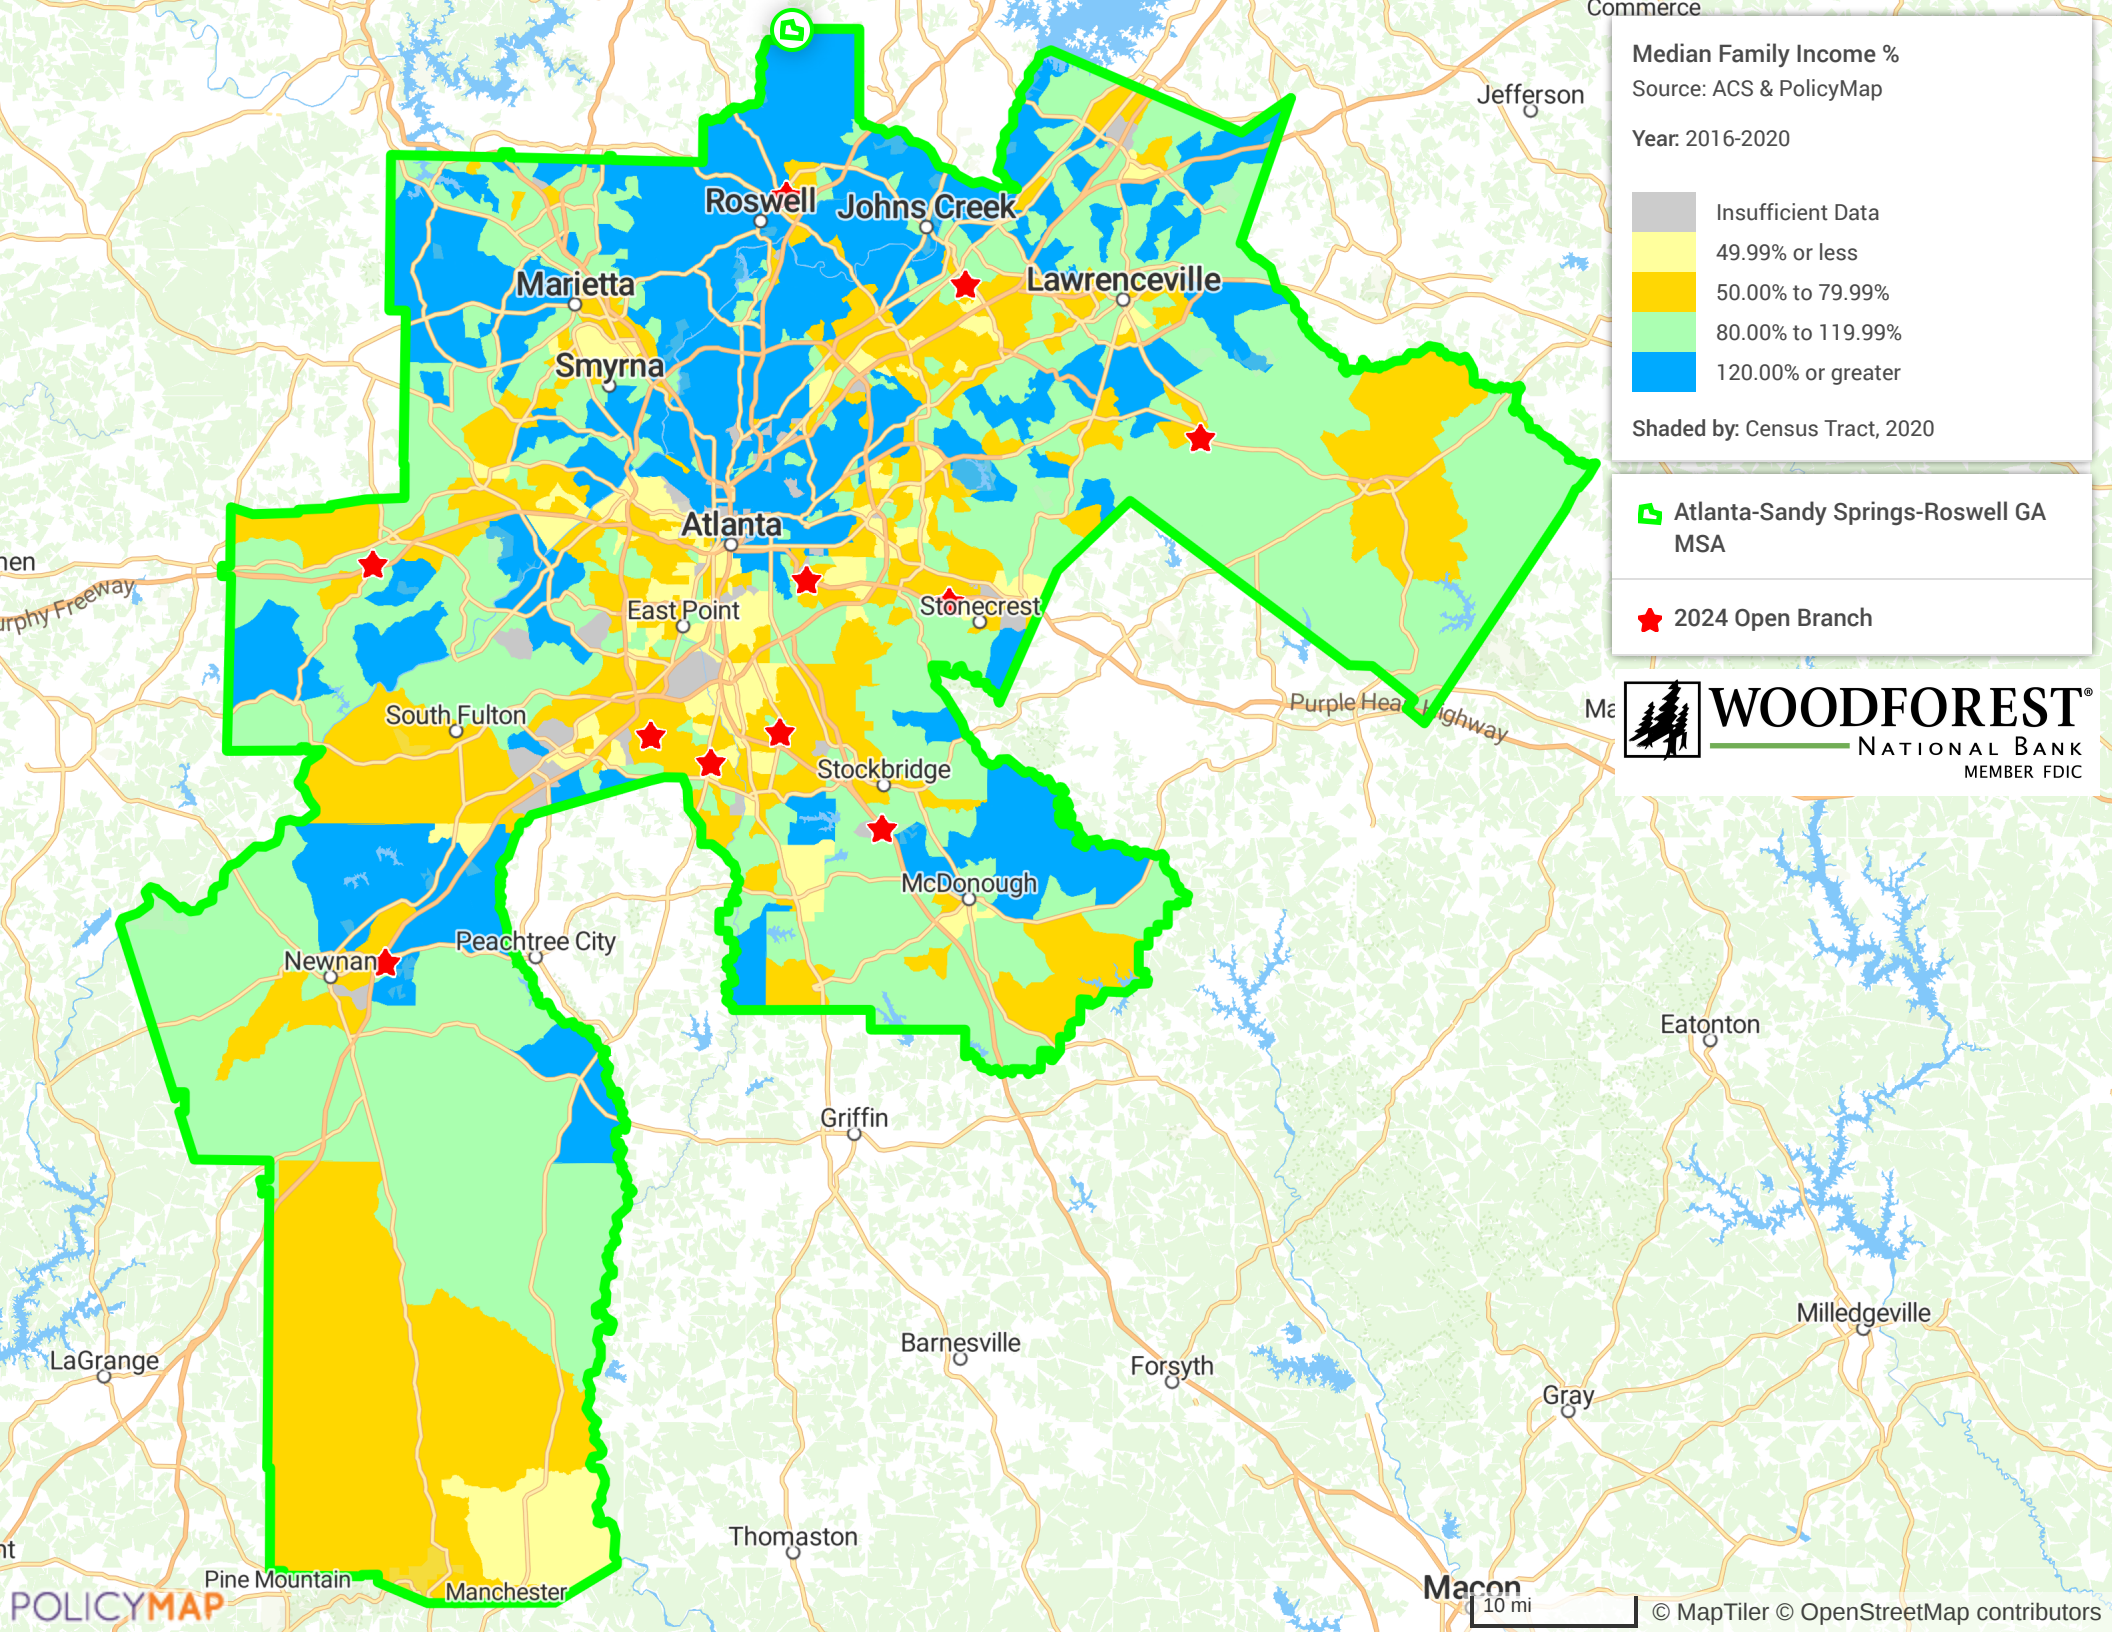 Commerce
Median Family Income %
Source: ACS & PolicyMap
Year: 2016-2020
Insufficient Data
49.99% or less
50.00% to 79.99%
80.00% to 119.99%
120.00% or greater
Shaded by: Census Tract, 2020
Atlanta-Sandy Springs-Roswell GA
MSA
2024 Open Branch
WOODFOREST®
NATIONAL BANK
MEMBER FDIC
Jefferson
Roswell
Johns Creek
Marietta
Lawrenceville
Smyrna
Atlanta
East Point
Stonecrest
South Fulton
Stockbridge
McDonough
Peachtree City
Newnan
Highway
Eatonton
Griffin
Milledgeville
Barnesville
LaGrange
Forsyth
Gray
Thomaston
Pine Mountain
Manchester
Macon
10 mi
POLICYMAP
© MapTiler © OpenStreetMap contributors